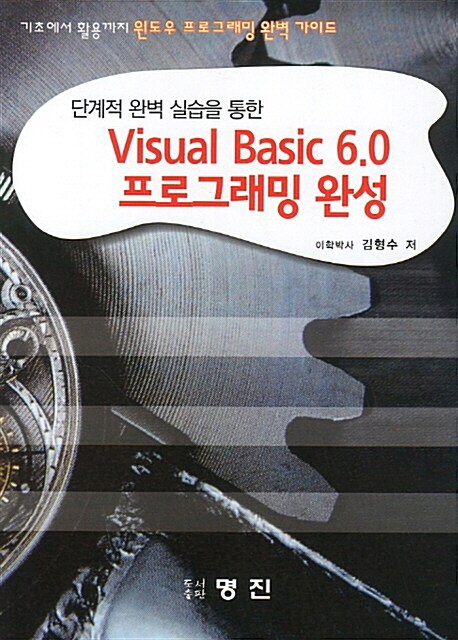 기초에서 활용까지 윈도우 프로그래밍 완벽 가이드
단계적 완벽 실습을 통한
Visual Basic 6.0
프로그래밍 완성
이학박사 김형수 저
도서출판 명진